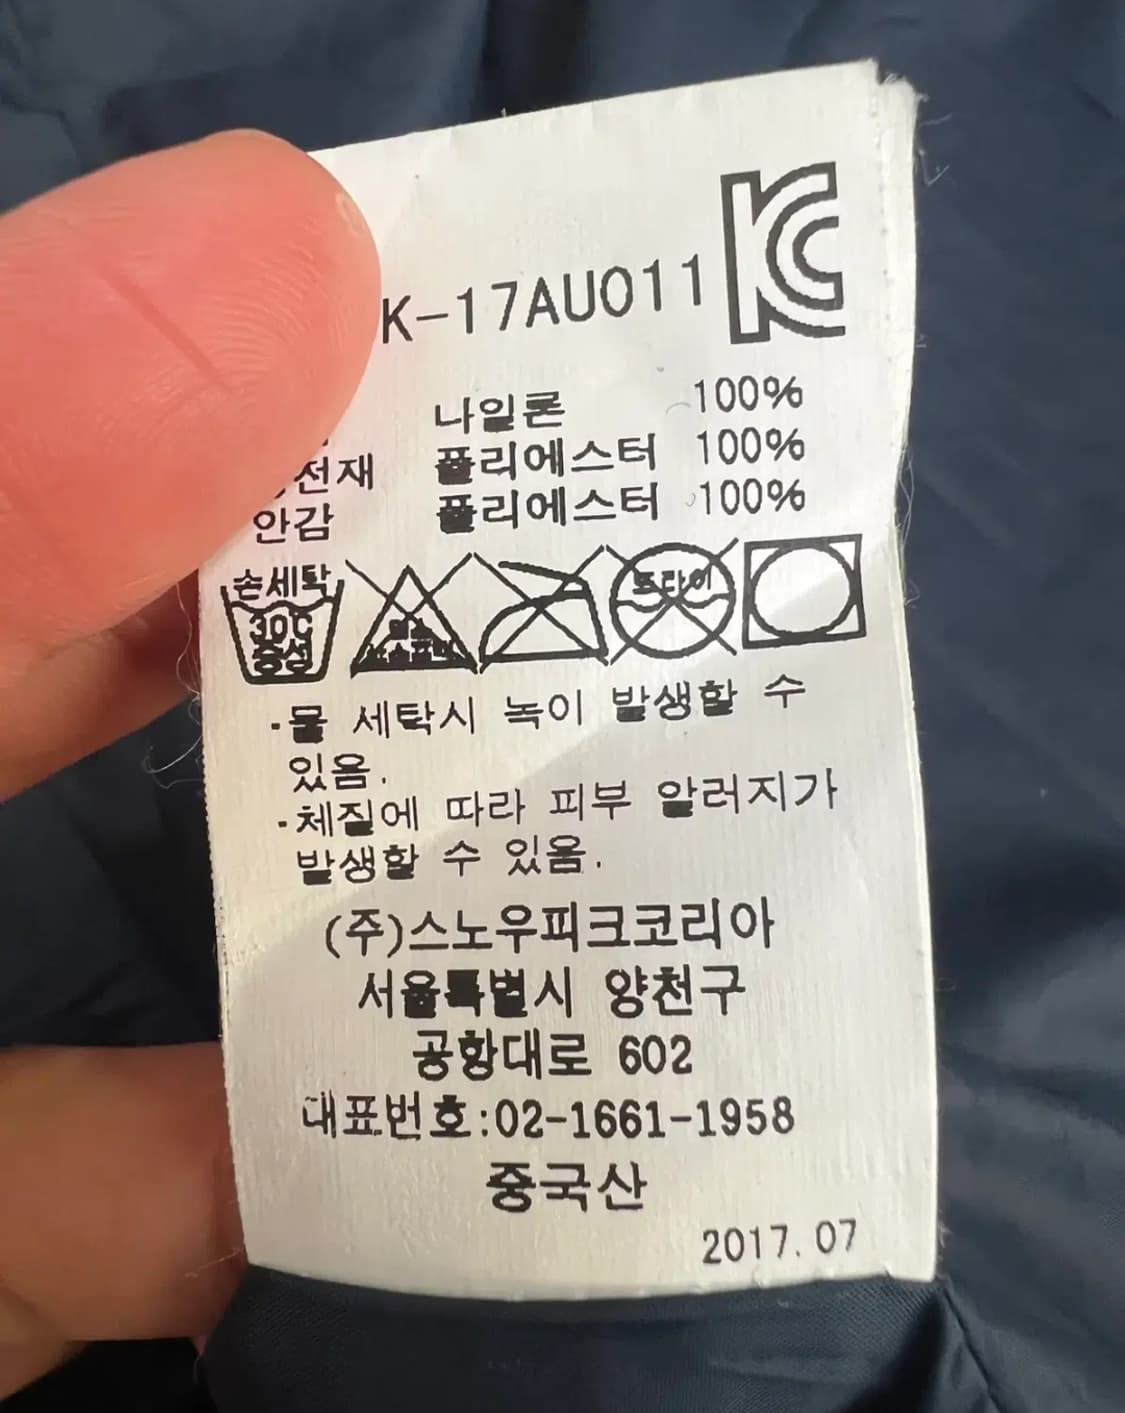 K-17AU011 KC
나일론 100%
전재 폴리에스터 100%
안감 폴리에스터 100%
손세탁
30℃
중성
드라이
·물 세탁시 녹이 발생할 수
있음.
·체질에 따라 피부 알러지가
발생할 수 있음.
(주)스노우피크코리아
서울특별시 양천구
공항대로 602
대표번호:02-1661-1958
중국산
2017.07